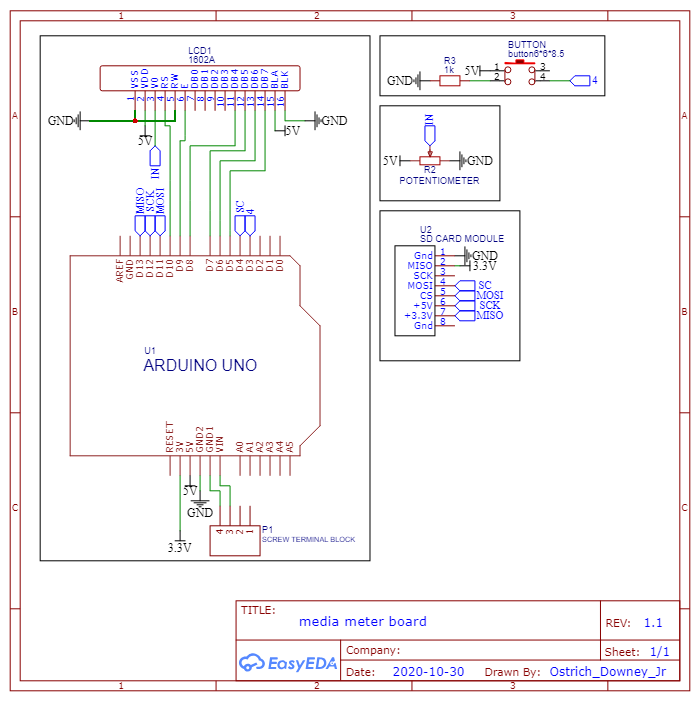 1 2 3
A
B
C
LCD1
1602A
VSS VDD V0 RS RW E DB0 DB1 DB2 DB3 DB4 DB5 DB6 DB7 BLA BLK
1 2 3 4 5 6 7 8 9 10 11 12 13 14 15 16
GND
5V
IN
5V
GND
MISO SCK MOSI
SC 4
AREF GND D13 D12 D11 D10 D9 D8 D7 D6 D5 D4 D3 D2 D1 D0
U1
ARDUINO UNO
RESET 3V 5V GND2 GND1 VIN A0 A1 A2 A3 A4 A5
5V
GND
3.3V
4 3 2 1
P1
SCREW TERMINAL BLOCK
BUTTON
button6*6*8.5
R3
1k
GND
5V
1 3
2 4
4
IN
5V
GND
R2
POTENTIOMETER
U2
SD CARD MODULE
Gnd 1 GND
MISO 2 3.3V
SCK 3
MOSI 4 SC
CS 5 MOSI
+5V 6 SCK
+3.3V 7 MISO
Gnd 8
A
B
C
TITLE:
media meter board
REV: 1.1
EasyEDA
Company:
Sheet: 1/1
Date: 2020-10-30 Drawn By: Ostrich_Downey_Jr
1 2 3